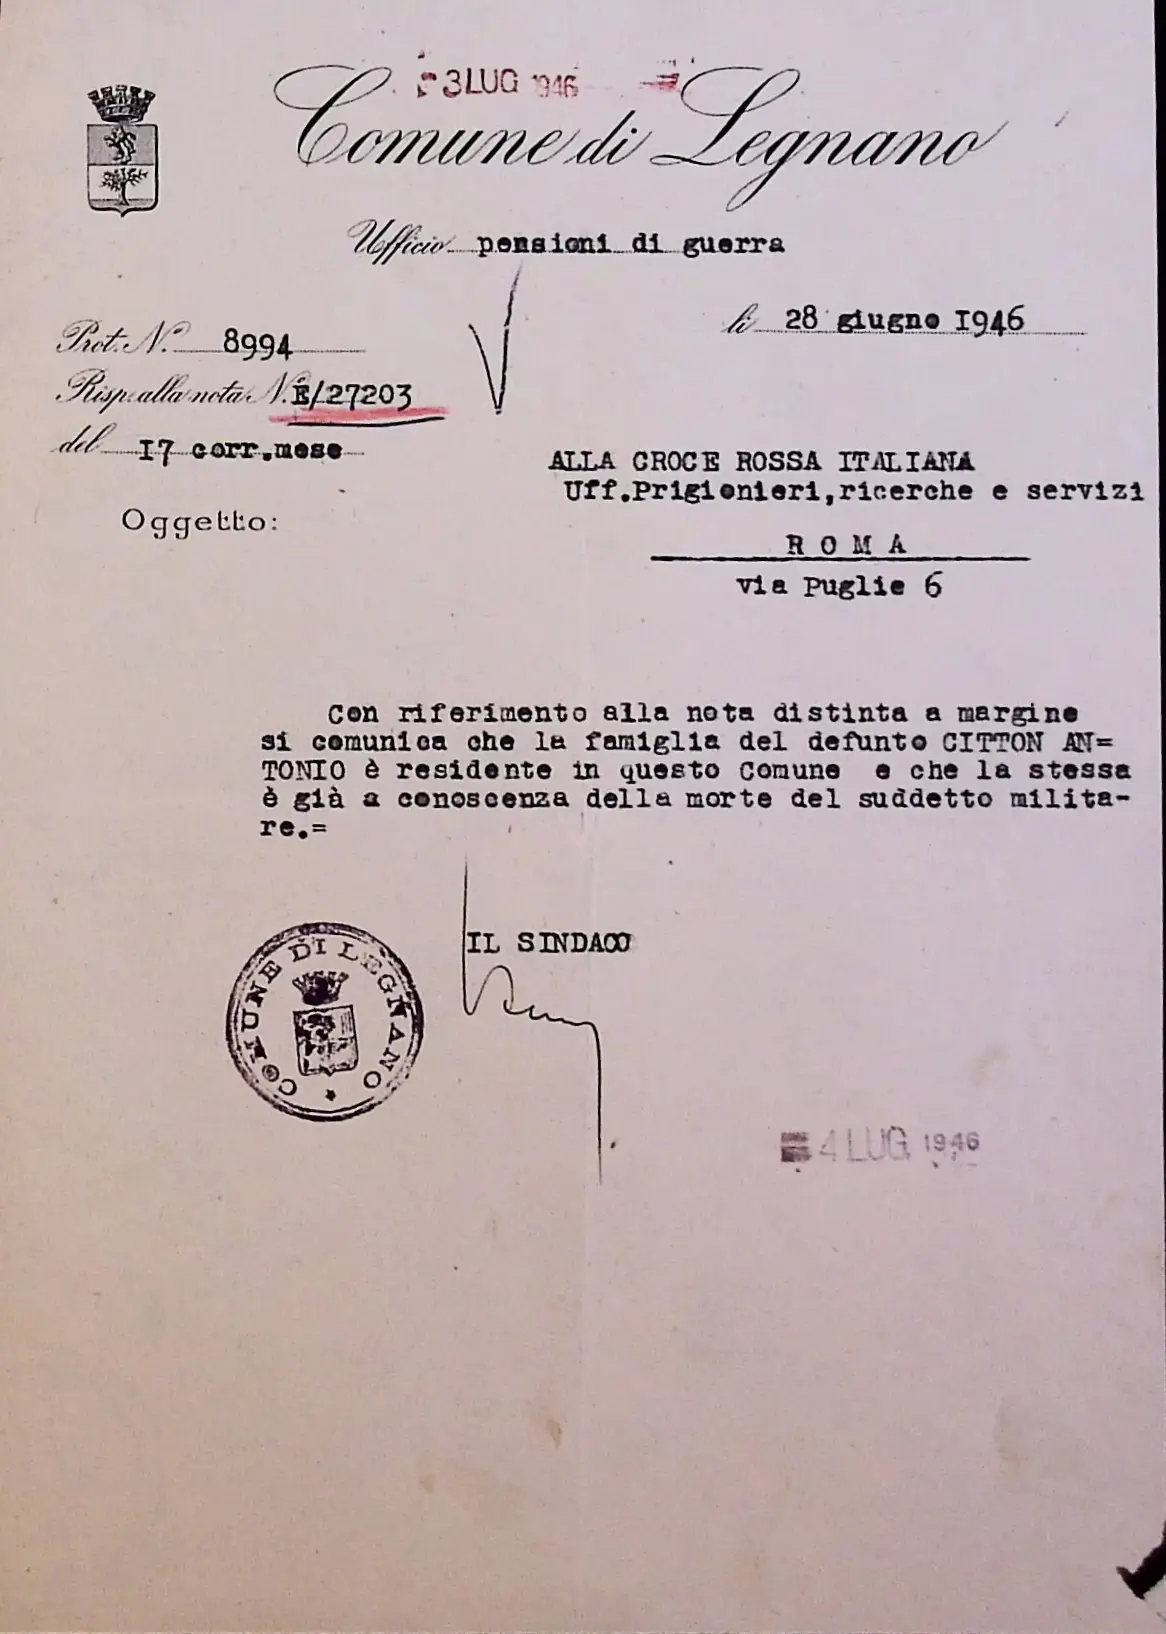 3 LUG 1946
Comune di Legnano
Ufficio pensioni di guerra
li 28 giugno 1946
Prot. N.° 8994
Risp. alla nota N. E/27203
del 17 corr.mese
ALLA CROCE ROSSA ITALIANA
Uff.Prigionieri,ricerche e servizi
Oggetto:
R O M A
via Puglie 6
Con riferimento alla nota distinta a margine
si comunica che la famiglia del defunto CITTON AN=
TONIO è residente in questo Comune e che la stessa
è già a conoscenza della morte del suddetto milita-
re.=
IL SINDACO
COMUNE DI LEGNANO
4 LUG. 1946